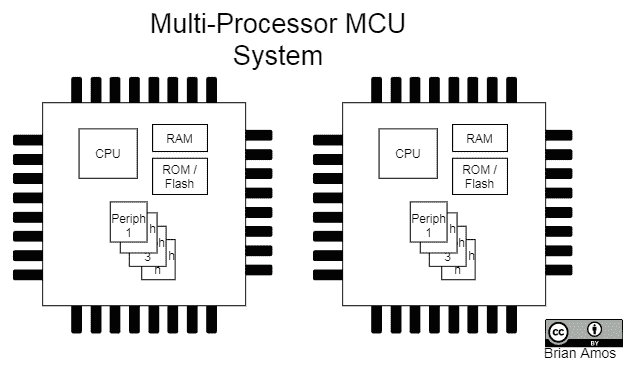 Multi-Processor MCU
System
CPU
RAM
ROM /
Flash
Periph
1
h
h
3
h
n
CPU
RAM
ROM /
Flash
Periph
1
h
h
3
h
n
cc
BY
Brian Amos